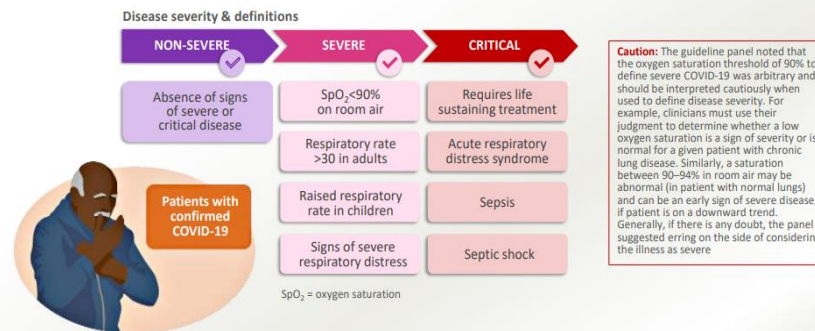 Disease severity & definitions
NON-SEVERE
SEVERE
CRITICAL
Absence of signs
of severe or
critical disease
SpO₂<90%
on room air
Respiratory rate
>30 in adults
Raised respiratory
rate in children
Signs of severe
respiratory distress
Requires life
sustaining treatment
Acute respiratory
distress syndrome
Sepsis
Septic shock
Patients with
confirmed
COVID-19
SpO₂ = oxygen saturation
Caution: The guideline panel noted that
the oxygen saturation threshold of 90% to
define severe COVID-19 was arbitrary and
should be interpreted cautiously when
used to define disease severity. For
example, clinicians must use their
judgment to determine whether a low
oxygen saturation is a sign of severity or is
normal for a given patient with chronic
lung disease. Similarly, a saturation
between 90–94% in room air may be
abnormal (in patient with normal lungs)
and can be an early sign of severe disease,
if patient is on a downward trend.
Generally, if there is any doubt, the panel
suggested erring on the side of considerin
the illness as severe